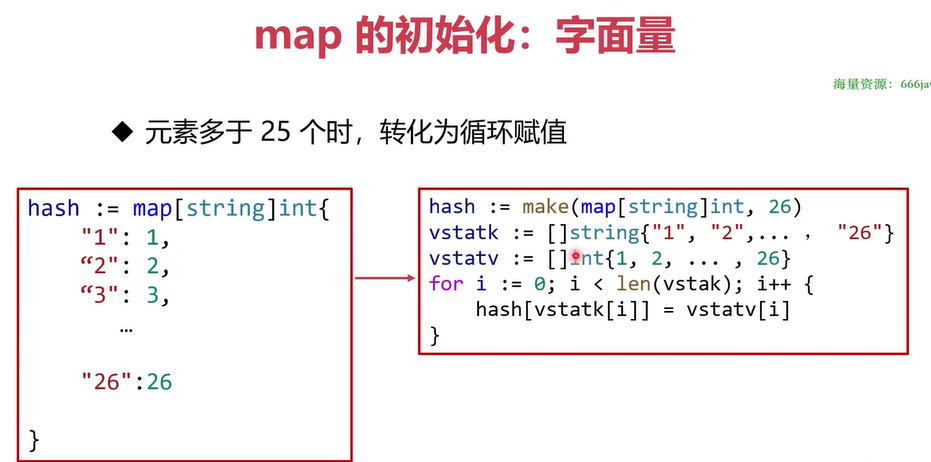 map 的初始化：字面量
海量资源：666jav
◆ 元素多于 25 个时，转化为循环赋值
hash := map[string]int{
"1": 1,
“2": 2,
“3": 3,
…
"26":26
}
hash := make(map[string]int, 26)
vstatk := []string{"1", "2",... ， "26"}
vstatv := []int{1, 2, ... , 26}
for i := 0; i < len(vstak); i++ {
hash[vstatk[i]] = vstatv[i]
}